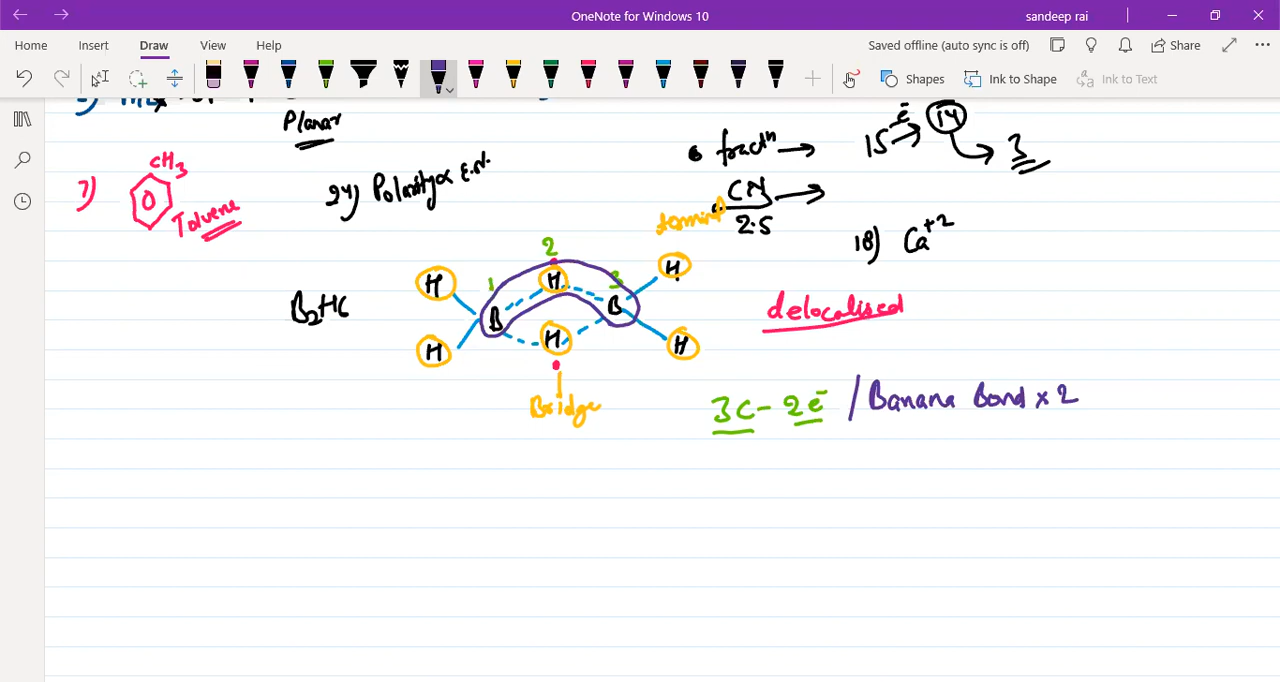 OneNote for Windows 10
sandeep rai
Home Insert Draw View Help
Saved offline (auto sync is off)
Share
Shapes
Ink to Shape
Ink to Text
Planar
fractⁿ → 15 e̅ → 14 → 3
7) CH3
Toluene
24) Polarity ∝ E.N.
CN →
2.5
18) Ca+2
B2H6
H 2 H H
1 B 3 B
H H H
Bridge
delocalised
3C - 2e̅ / Banana Bond × 2